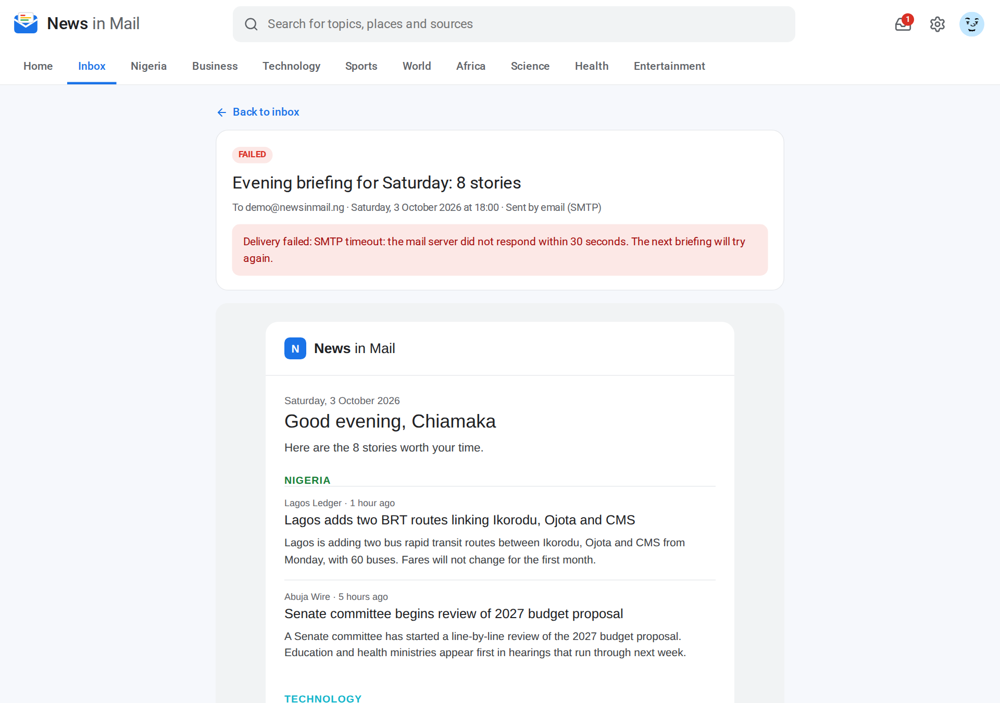 News in Mail
Search for topics, places and sources
1
Home Inbox Nigeria Business Technology Sports World Africa Science Health Entertainment
Back to inbox
FAILED
Evening briefing for Saturday: 8 stories
To demo@newsinmail.ng · Saturday, 3 October 2026 at 18:00 · Sent by email (SMTP)
Delivery failed: SMTP timeout: the mail server did not respond within 30 seconds. The next briefing will try
again.
N News in Mail
Saturday, 3 October 2026
Good evening, Chiamaka
Here are the 8 stories worth your time.
NIGERIA
Lagos Ledger · 1 hour ago
Lagos adds two BRT routes linking Ikorodu, Ojota and CMS
Lagos is adding two bus rapid transit routes between Ikorodu, Ojota and CMS from
Monday, with 60 buses. Fares will not change for the first month.
Abuja Wire · 5 hours ago
Senate committee begins review of 2027 budget proposal
A Senate committee has started a line-by-line review of the 2027 budget proposal.
Education and health ministries appear first in hearings that run through next week.
TECHNOLOGY